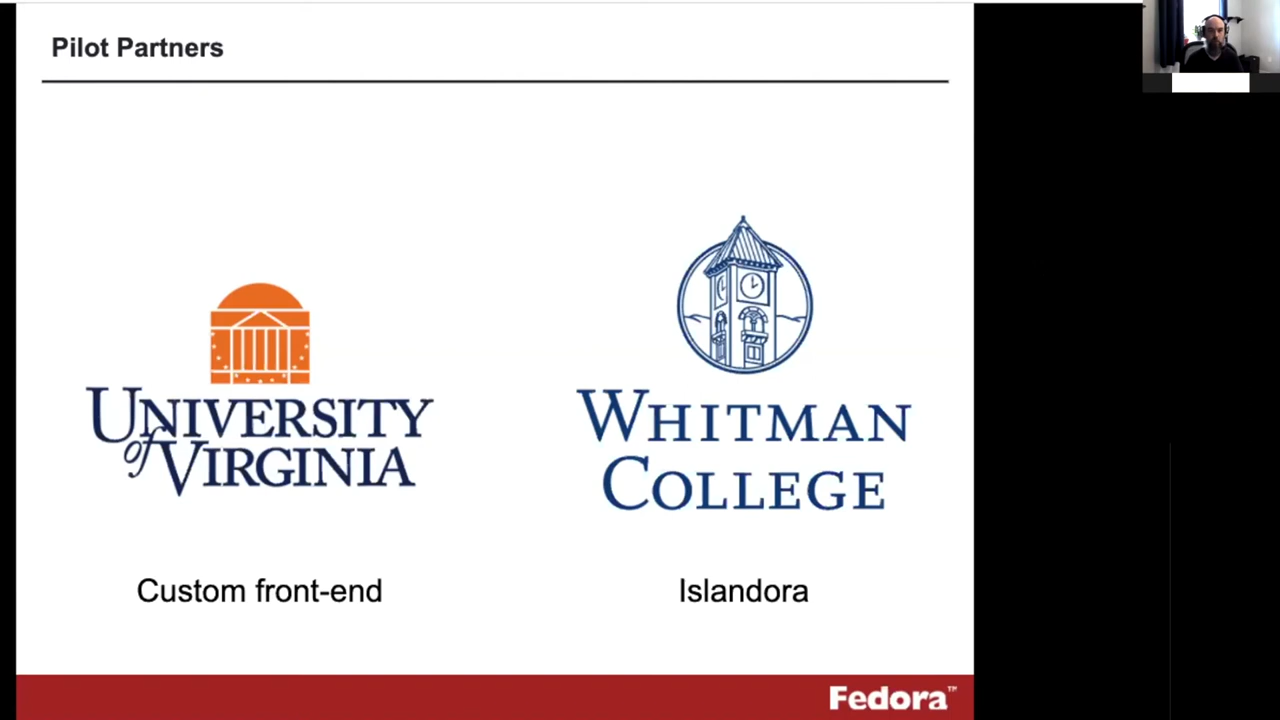 Pilot Partners
UNIVERSITY
of VIRGINIA
WHITMAN
COLLEGE
Custom front-end
Islandora
Fedora™